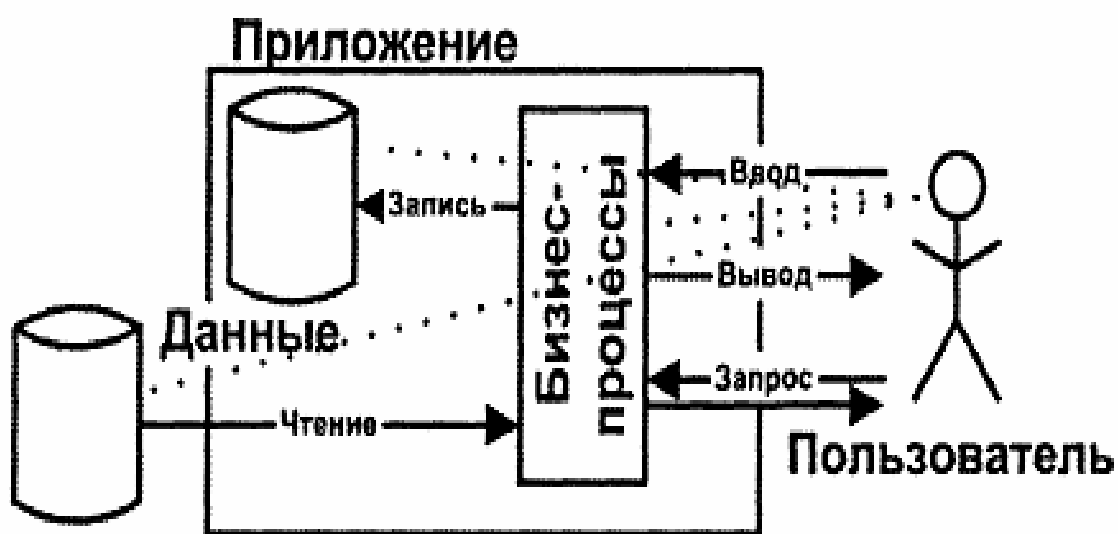 Приложение
Ввод
Запись
Бизнес-
процессы
Вывод
Данные
Запрос
Чтение
Пользователь